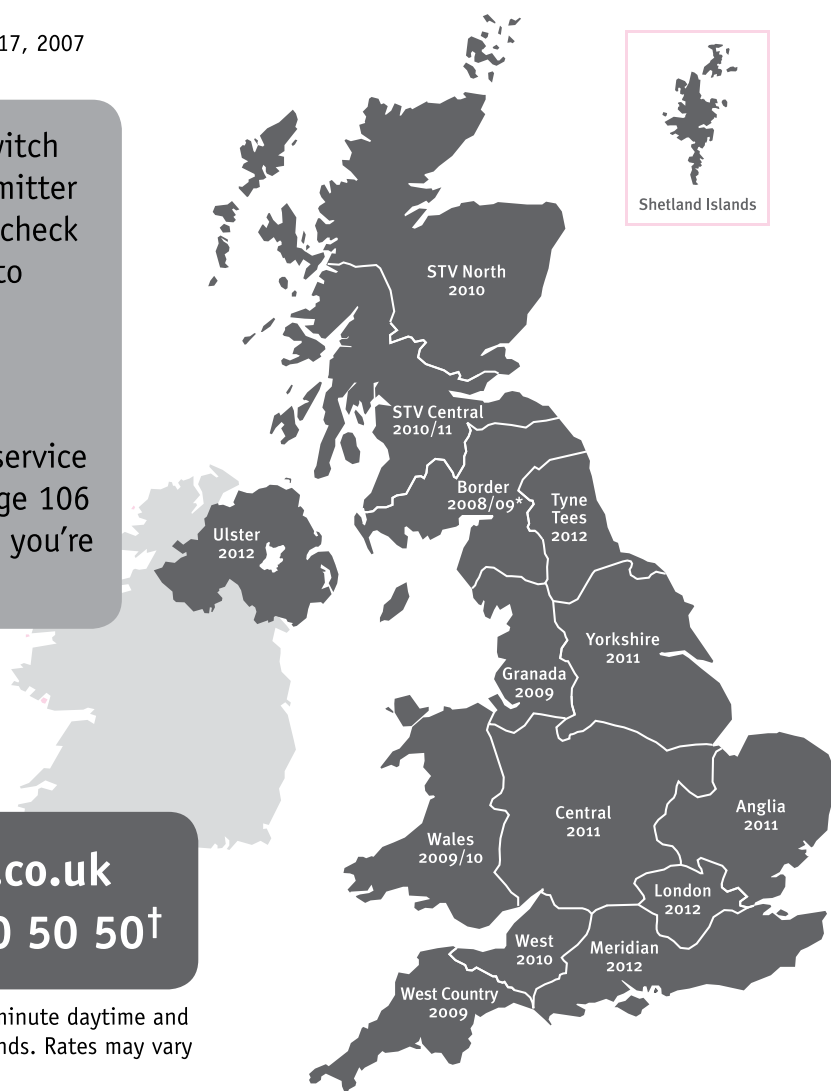 17, 2007
witch
mitter
check
to
service
ge 106
you're
.co.uk
0 50 50†
minute daytime and
nds. Rates may vary
Shetland Islands
STV North
2010
STV Central
2010/11
Border
2008/09*
Tyne
Tees
2012
Ulster
2012
Yorkshire
2011
Granada
2009
Central
2011
Anglia
2011
Wales
2009/10
London
2012
West
2010
Meridian
2012
West Country
2009